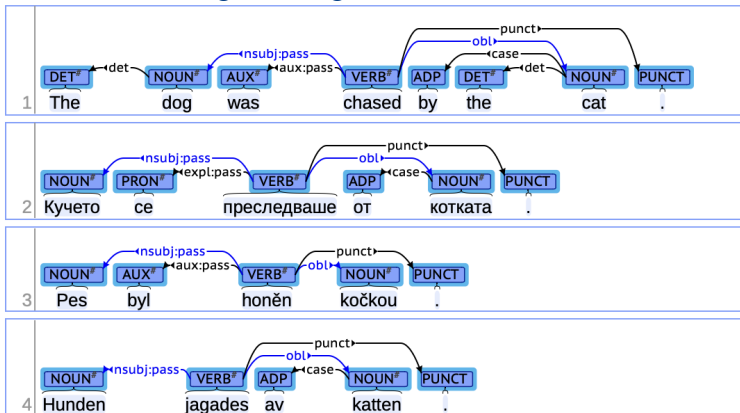 punct
obl
nsubj:pass case
det aux:pass det
DET# NOUN# AUX# VERB# ADP DET# NOUN# PUNCT
1 The dog was chased by the cat .
punct
nsubj:pass obl
expl:pass case
NOUN# PRON# VERB# ADP NOUN# PUNCT
2 Кучето се преследваше от котката .
nsubj:pass punct
aux:pass obl
NOUN# AUX# VERB# NOUN# PUNCT
3 Pes byl honěn kočkou .
punct
obl
nsubj:pass case
NOUN# VERB# ADP NOUN# PUNCT
4 Hunden jagades av katten .